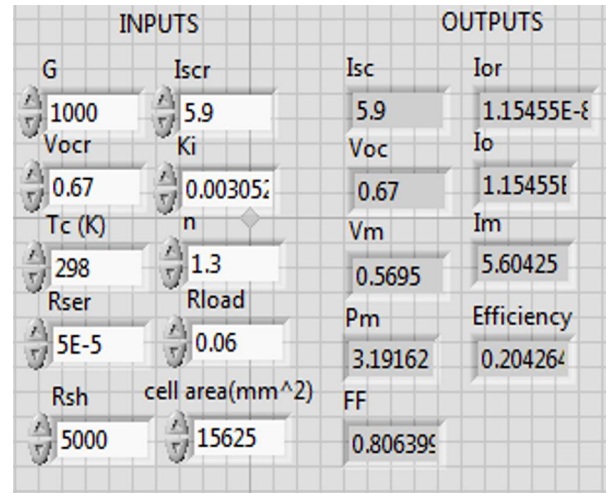 INPUTS OUTPUTS
G Iscr Isc Ior
1000 5.9 5.9 1.15455E-8
Vocr Ki Voc Io
0.67 0.003052 0.67 1.15455E
Tc (K) n Vm Im
298 1.3 0.5695 5.60425
Rser Rload Pm Efficiency
5E-5 0.06 3.19162 0.204264
Rsh cell area(mm^2) FF
5000 15625 0.806399